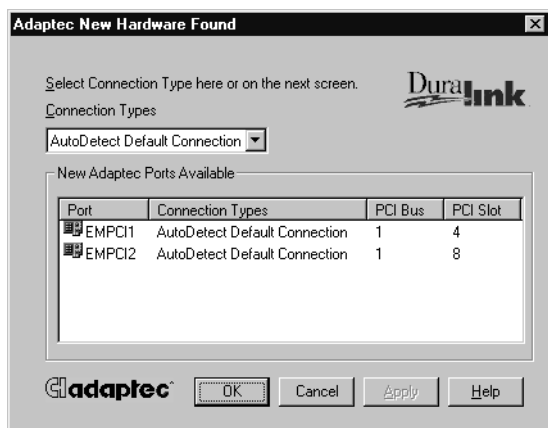 Adaptec New Hardware Found
Select Connection Type here or on the next screen.
Duralink
Connection Types
AutoDetect Default Connection
New Adaptec Ports Available
Port Connection Types PCI Bus PCI Slot
EMPCI1 AutoDetect Default Connection 1 4
EMPCI2 AutoDetect Default Connection 1 8
adaptec OK Cancel Apply Help